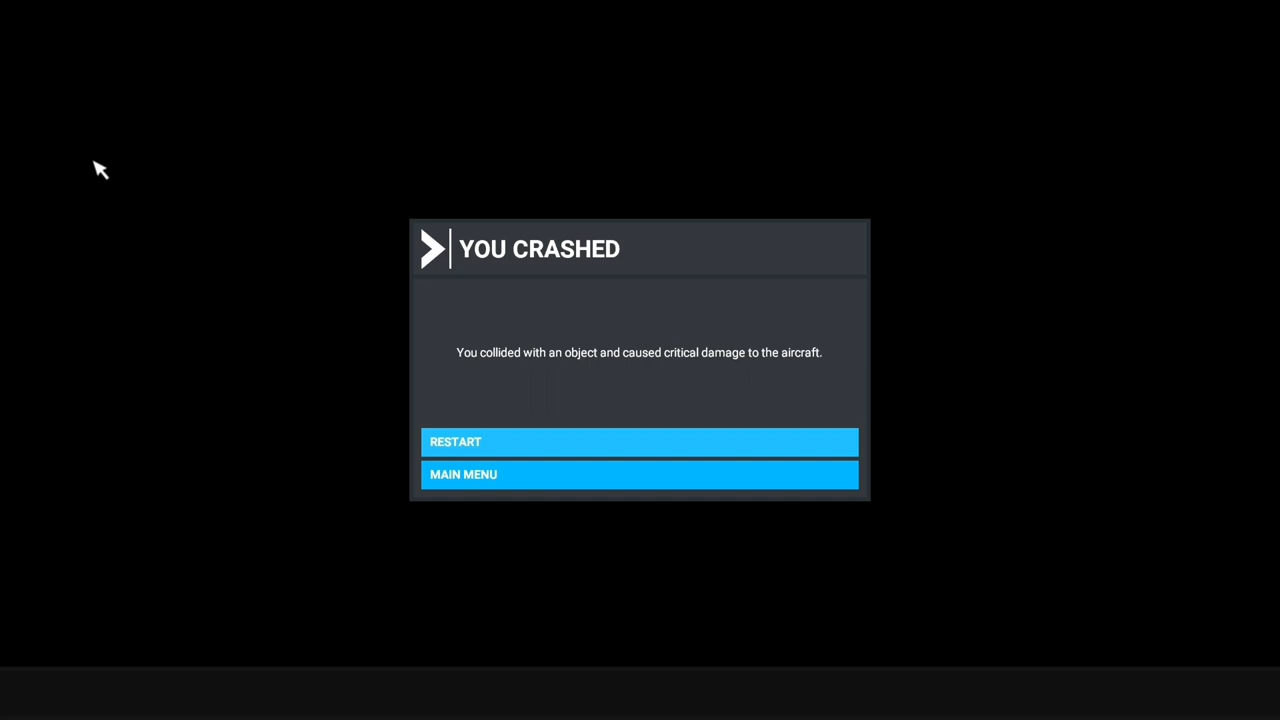 YOU CRASHED
You collided with an object and caused critical damage to the aircraft.
RESTART
MAIN MENU